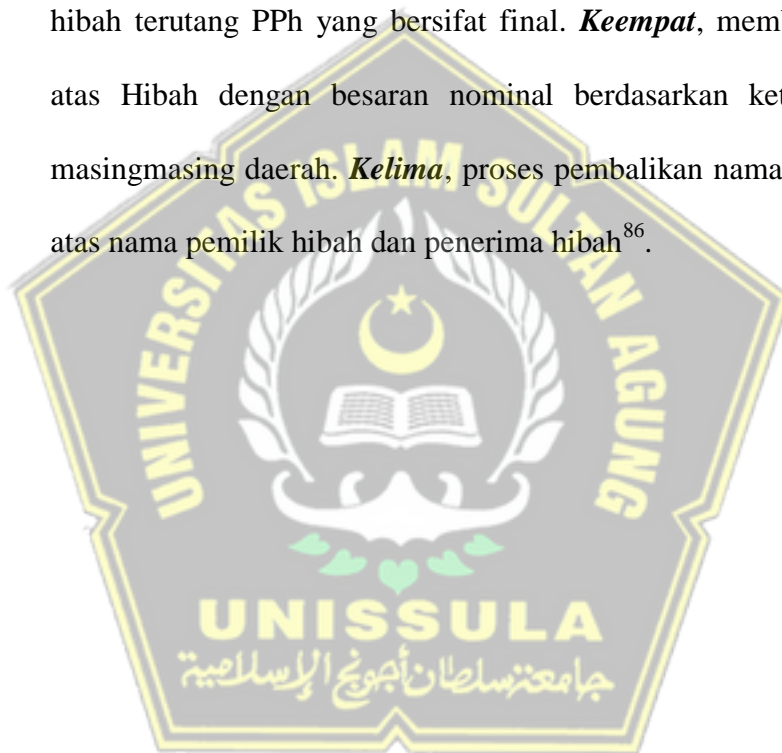 hibah terutang PPh yang bersifat final. Keempat, memb
atas Hibah dengan besaran nominal berdasarkan ket
masingmasing daerah. Kelima, proses pembalikan nama
atas nama pemilik hibah dan penerima hibah86.
UNIVERSITAS ISLAM SULTAN AGUNG
UNISSULA
جامعة سلطان أجونج الإسلامية